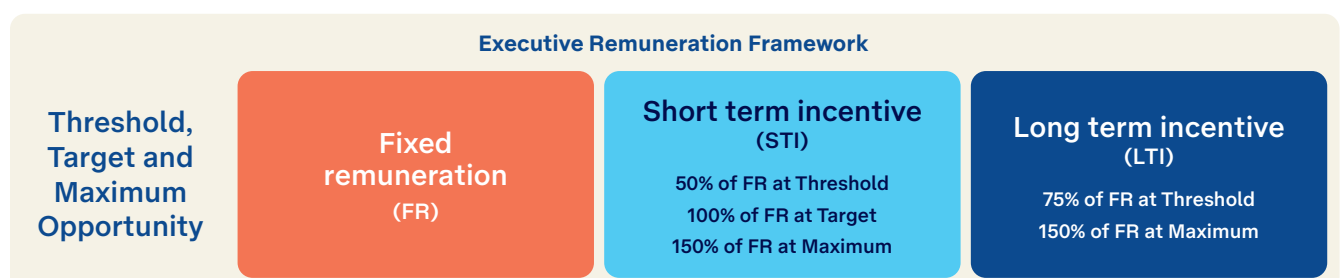 Executive Remuneration Framework
Threshold,
Target and
Maximum
Opportunity
Fixed
remuneration
(FR)
Short term incentive
(STI)
50% of FR at Threshold
100% of FR at Target
150% of FR at Maximum
Long term incentive
(LTI)
75% of FR at Threshold
150% of FR at Maximum